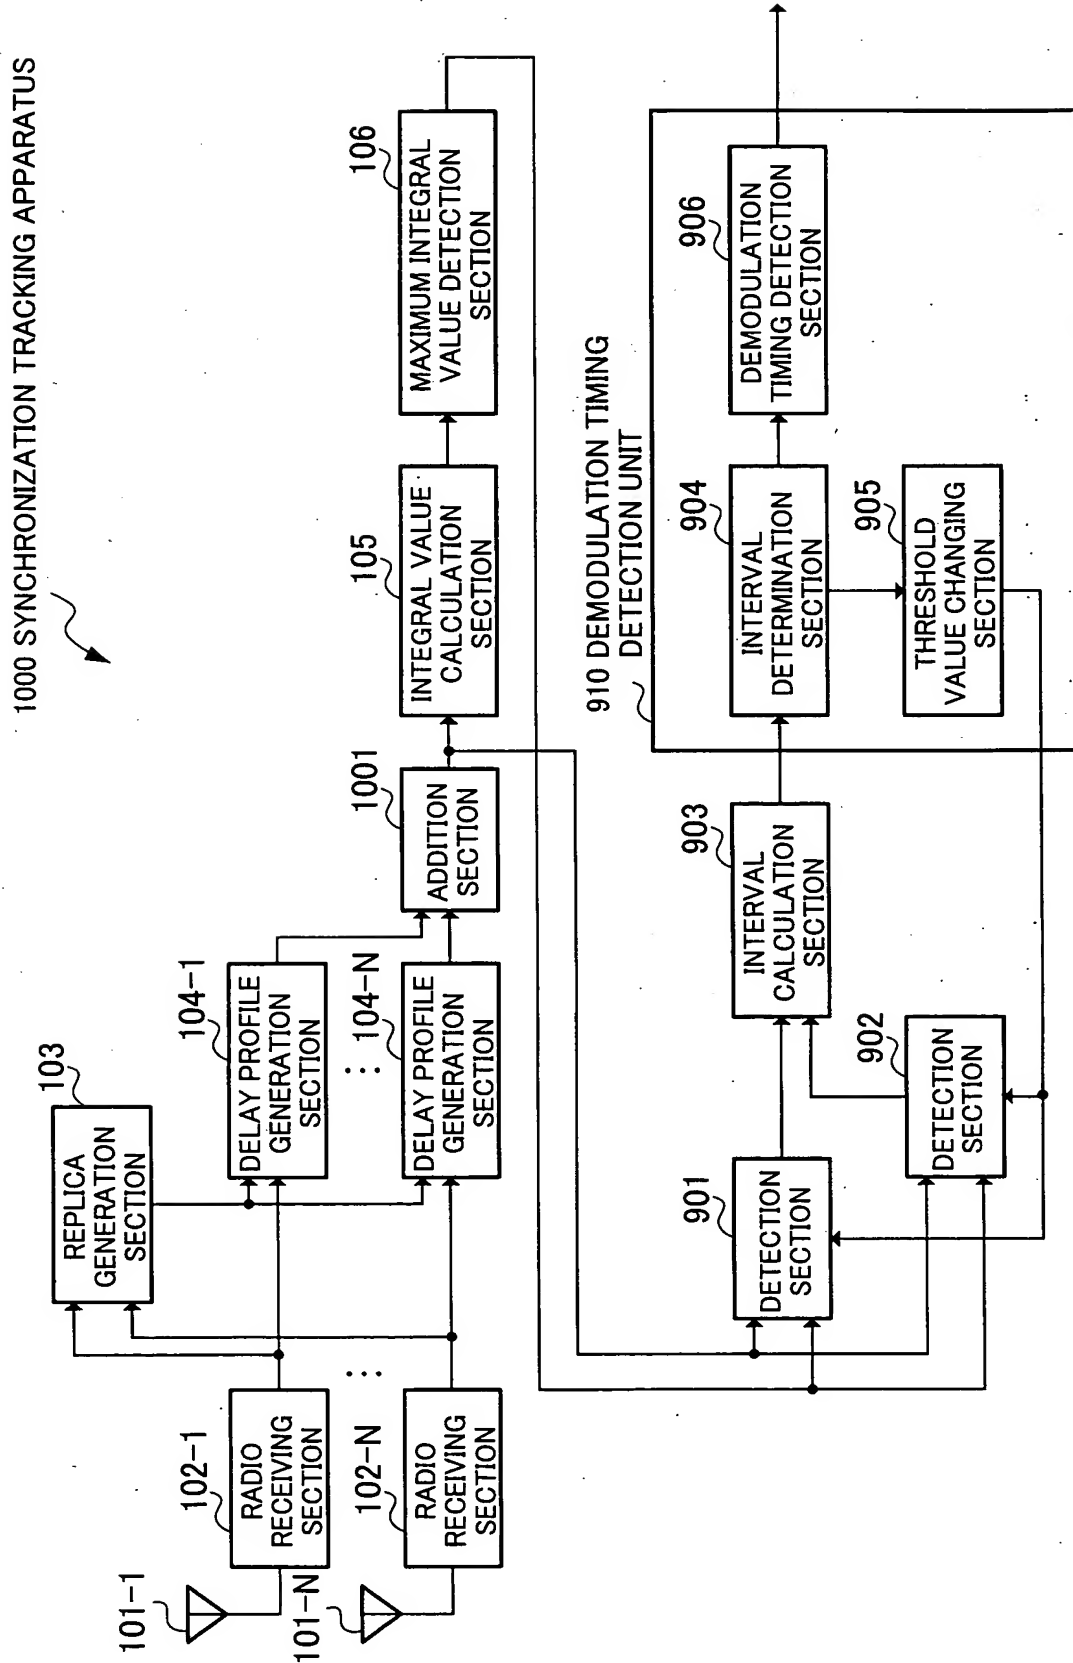 1000 SYNCHRONIZATION TRACKING APPARATUS
101-1
101-N
102-1
RADIO
RECEIVING
SECTION
...
102-N
RADIO
RECEIVING
SECTION
103
REPLICA
GENERATION
SECTION
104-1
DELAY PROFILE
GENERATION
SECTION
...
104-N
DELAY PROFILE
GENERATION
SECTION
1001
ADDITION
SECTION
105
INTEGRAL VALUE
CALCULATION
SECTION
106
MAXIMUM INTEGRAL
VALUE DETECTION
SECTION
901
DETECTION
SECTION
902
DETECTION
SECTION
903
INTERVAL
CALCULATION
SECTION
910 DEMODULATION TIMING
DETECTION UNIT
904
INTERVAL
DETERMINATION
SECTION
905
THRESHOLD
VALUE CHANGING
SECTION
906
DEMODULATION
TIMING DETECTION
SECTION